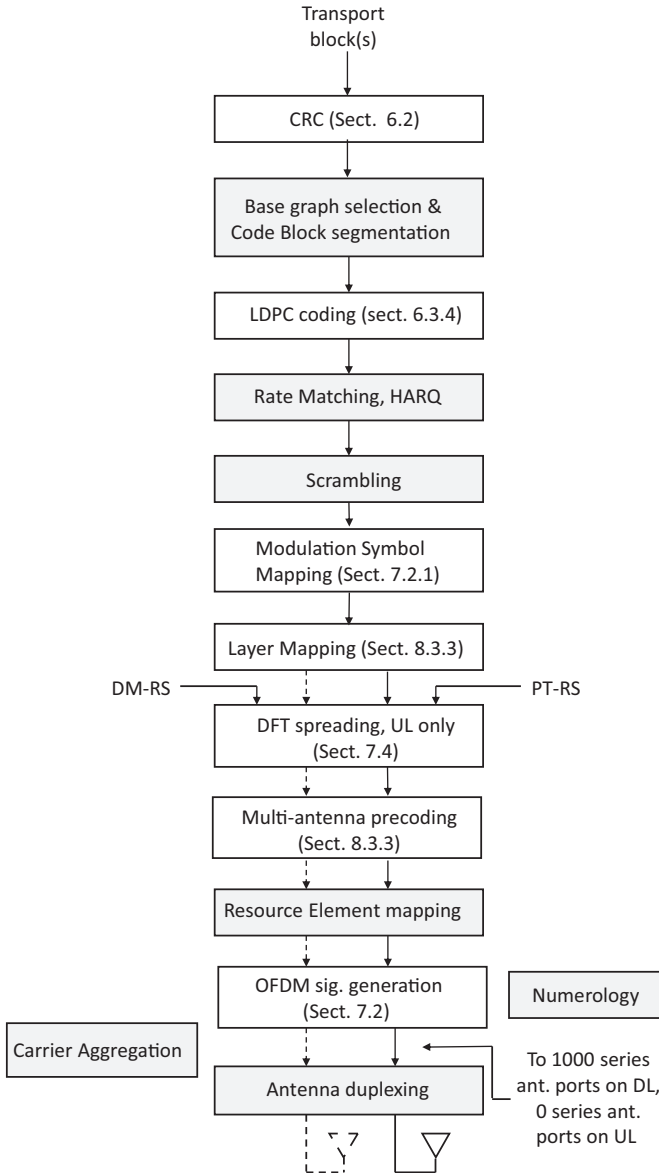 Transport
block(s)
CRC (Sect. 6.2)
Base graph selection &
Code Block segmentation
LDPC coding (sect. 6.3.4)
Rate Matching, HARQ
Scrambling
Modulation Symbol
Mapping (Sect. 7.2.1)
Layer Mapping (Sect. 8.3.3)
DM-RS
PT-RS
DFT spreading, UL only
(Sect. 7.4)
Multi-antenna precoding
(Sect. 8.3.3)
Resource Element mapping
OFDM sig. generation
(Sect. 7.2)
Numerology
Carrier Aggregation
To 1000 series
ant. ports on DL,
0 series ant.
ports on UL
Antenna duplexing